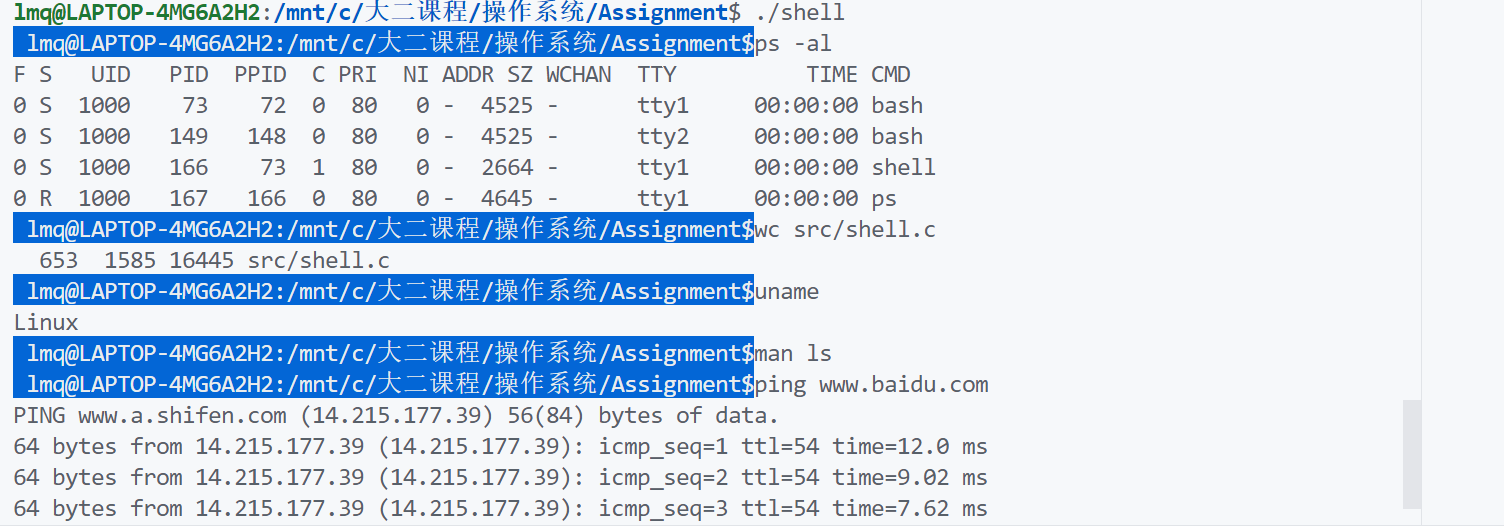 lmq@LAPTOP-4MG6A2H2:/mnt/c/大二课程/操作系统/Assignment$ ./shell
lmq@LAPTOP-4MG6A2H2:/mnt/c/大二课程/操作系统/Assignment$ps -al
F S   UID   PID  PPID  C PRI  NI ADDR SZ WCHAN  TTY          TIME CMD
0 S  1000    73    72  0  80   0 -  4525 -      tty1     00:00:00 bash
0 S  1000   149   148  0  80   0 -  4525 -      tty2     00:00:00 bash
0 S  1000   166    73  1  80   0 -  2664 -      tty1     00:00:00 shell
0 R  1000   167   166  0  80   0 -  4645 -      tty1     00:00:00 ps
lmq@LAPTOP-4MG6A2H2:/mnt/c/大二课程/操作系统/Assignment$wc src/shell.c
653  1585 16445 src/shell.c
lmq@LAPTOP-4MG6A2H2:/mnt/c/大二课程/操作系统/Assignment$uname
Linux
lmq@LAPTOP-4MG6A2H2:/mnt/c/大二课程/操作系统/Assignment$man ls
lmq@LAPTOP-4MG6A2H2:/mnt/c/大二课程/操作系统/Assignment$ping www.baidu.com
PING www.a.shifen.com (14.215.177.39) 56(84) bytes of data.
64 bytes from 14.215.177.39 (14.215.177.39): icmp_seq=1 ttl=54 time=12.0 ms
64 bytes from 14.215.177.39 (14.215.177.39): icmp_seq=2 ttl=54 time=9.02 ms
64 bytes from 14.215.177.39 (14.215.177.39): icmp_seq=3 ttl=54 time=7.62 ms